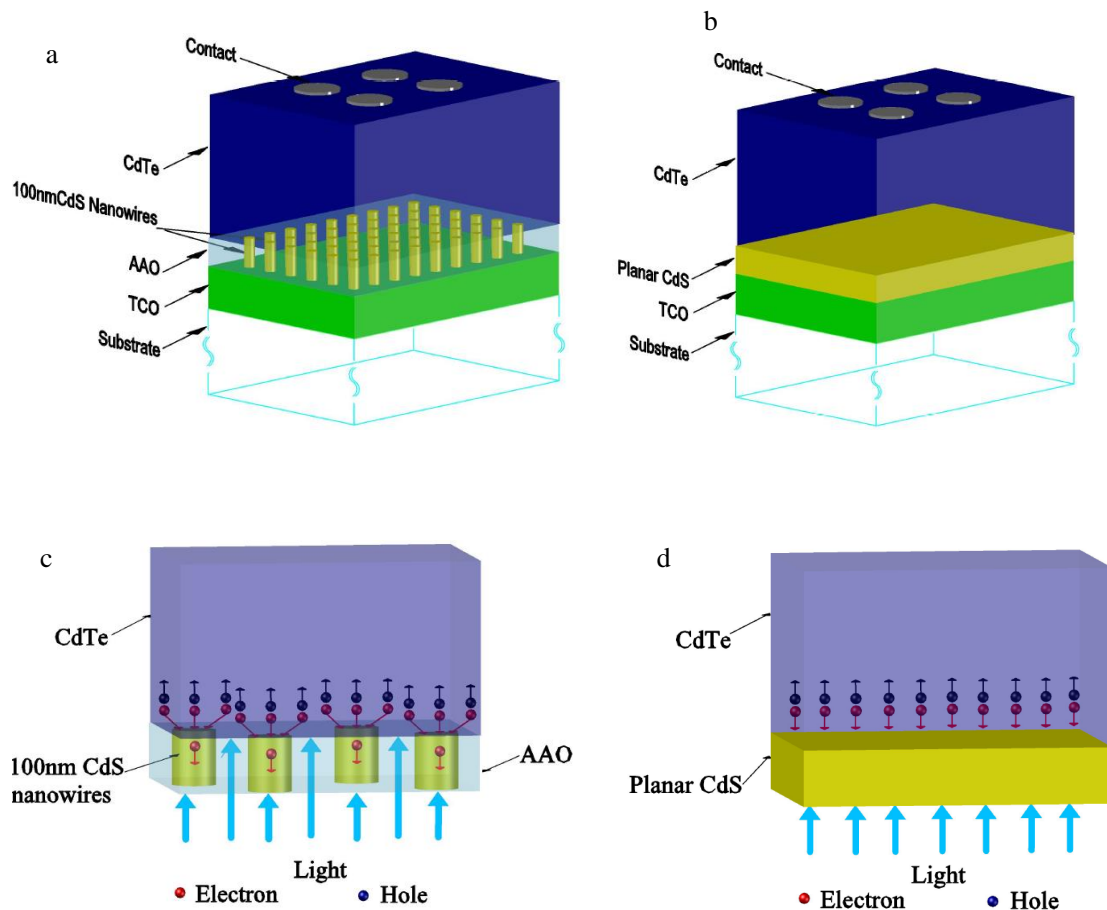 a
Contact
CdTe
100nmCdS Nanowires
AAO
TCO
Substrate
b
Contact
CdTe
Planar CdS
TCO
Substrate
c
CdTe
100nm CdS
nanowires
AAO
Light
Electron
Hole
d
CdTe
Planar CdS
Light
Electron
Hole